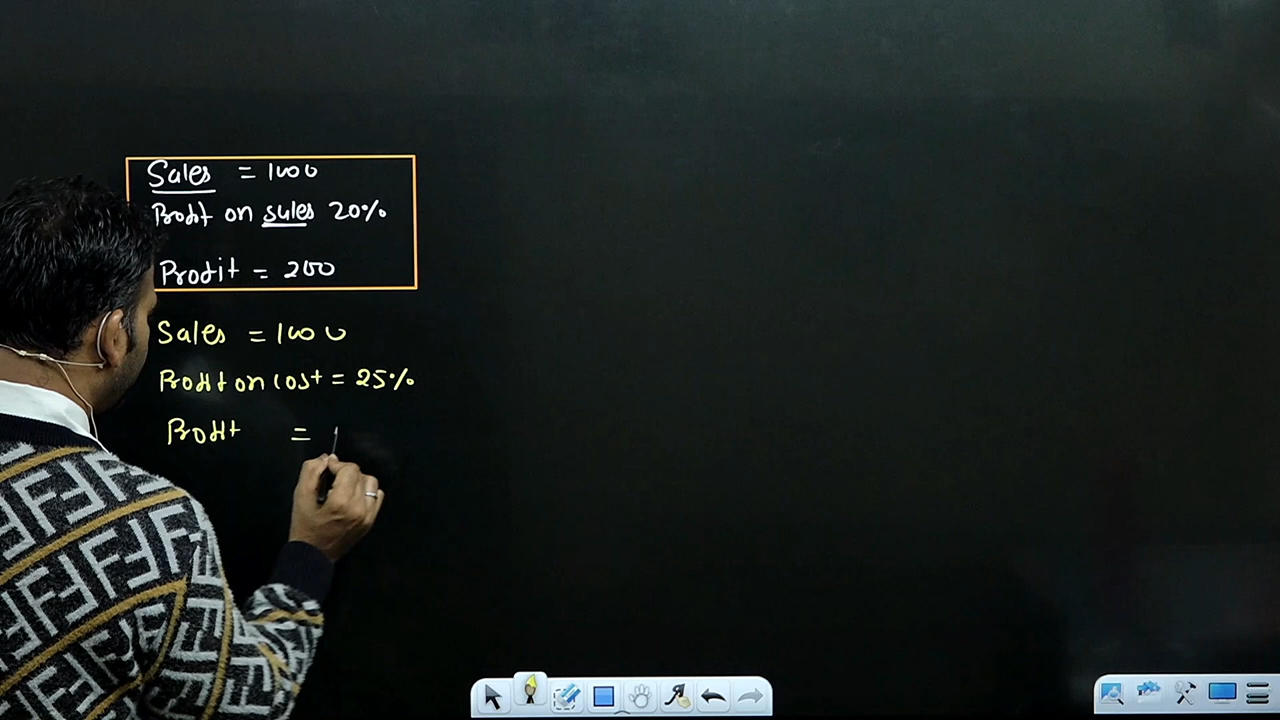 Sales = 1000
Profit on sales 20%
Profit = 200
Sales = 1000
Profit on cost = 25%
Profit =